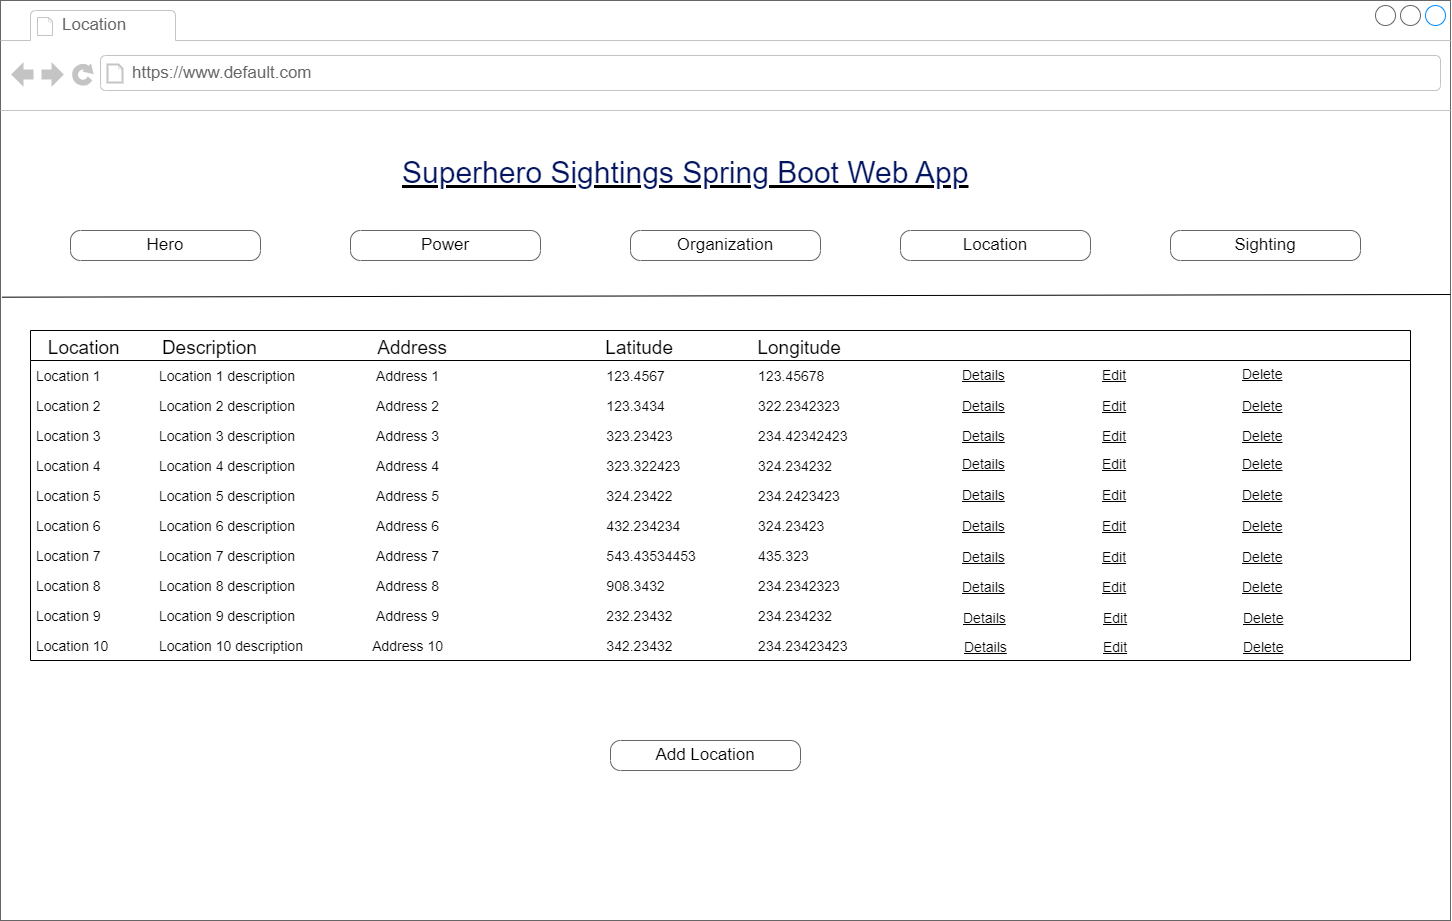 Location
https://www.default.com
Superhero Sightings Spring Boot Web App
Hero Power Organization Location Sighting
Location Description Address Latitude Longitude
Location 1 Location 1 description Address 1 123.4567 123.45678 Details Edit Delete
Location 2 Location 2 description Address 2 123.3434 322.2342323 Details Edit Delete
Location 3 Location 3 description Address 3 323.23423 234.42342423 Details Edit Delete
Location 4 Location 4 description Address 4 323.322423 324.234232 Details Edit Delete
Location 5 Location 5 description Address 5 324.23422 234.2423423 Details Edit Delete
Location 6 Location 6 description Address 6 432.234234 324.23423 Details Edit Delete
Location 7 Location 7 description Address 7 543.43534453 435.323 Details Edit Delete
Location 8 Location 8 description Address 8 908.3432 234.2342323 Details Edit Delete
Location 9 Location 9 description Address 9 232.23432 234.234232 Details Edit Delete
Location 10 Location 10 description Address 10 342.23432 234.23423423 Details Edit Delete
Add Location